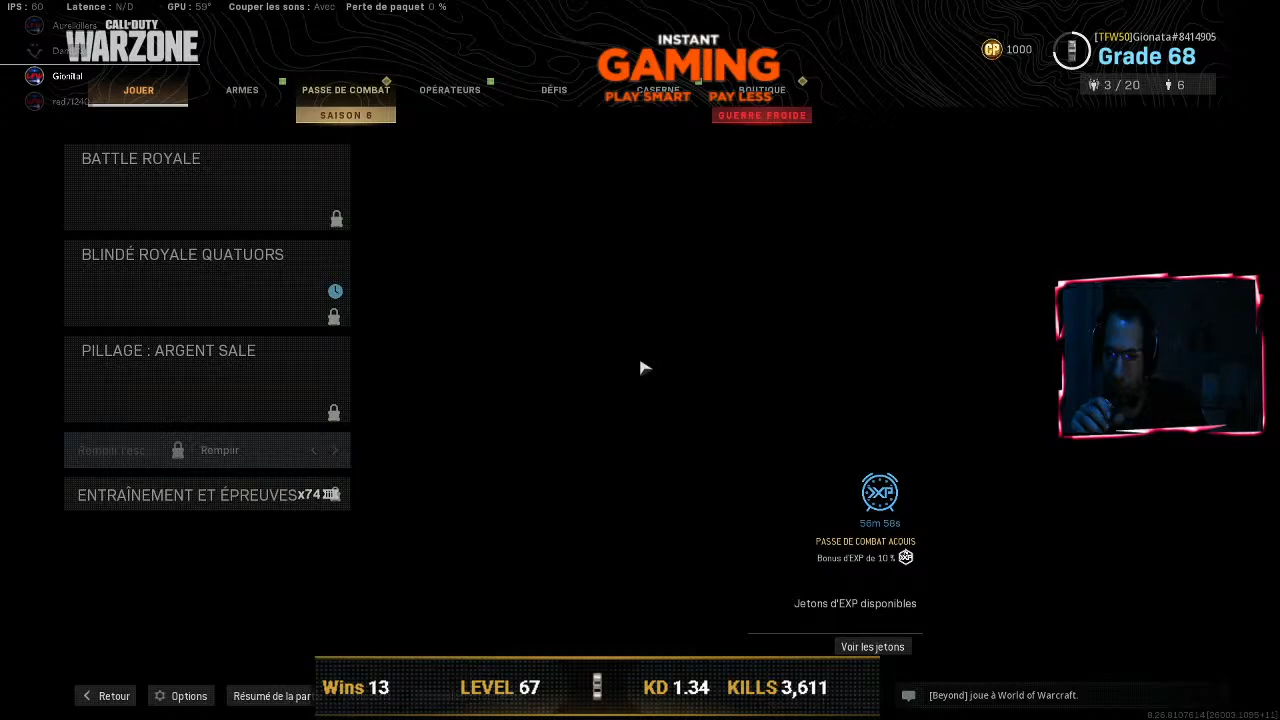 IPS : 60 Latence : N/D GPU : 59° Couper les sons : Avec Perte de paquet 0 %
Aurelkillers
CALL OF DUTY
WARZONE
Gionital
rad71240
JOUER
ARMES
PASSE DE COMBAT
SAISON 6
OPÉRATEURS
DÉFIS
CASERNE
BOUTIQUE
GUERRE FROIDE
INSTANT
GAMING
PLAY SMART PAY LESS
CP 1000
[TFW50]Gionata#8414905
Grade 68
3 / 20 6
BATTLE ROYALE
BLINDÉ ROYALE QUATUORS
PILLAGE : ARGENT SALE
Remplir
ENTRAÎNEMENT ET ÉPREUVES x74
XP
56m 58s
PASSE DE COMBAT ACQUIS
Bonus d'EXP de 10 %
Jetons d'EXP disponibles
Voir les jetons
Retour
Options
Résumé de la par
Wins 13 LEVEL 67 KD 1.34 KILLS 3,611
[Beyond] joue à World of Warcraft.